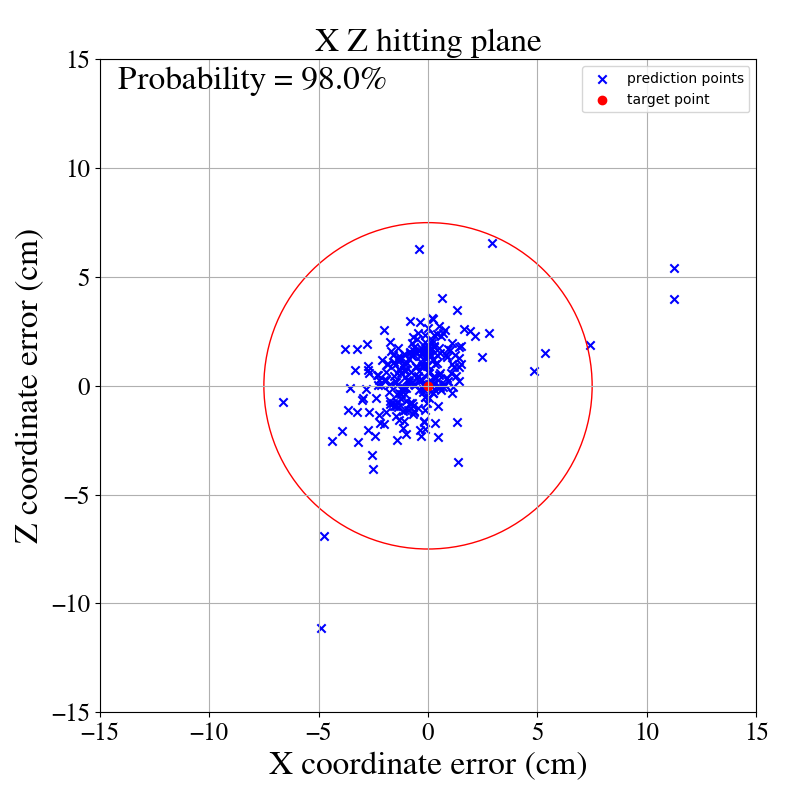 X Z hitting plane
Probability = 98.0%
prediction points
target point
15
10
5
0
−5
−10
−15
Z coordinate error (cm)
−15
−10
−5
0
5
10
15
X coordinate error (cm)